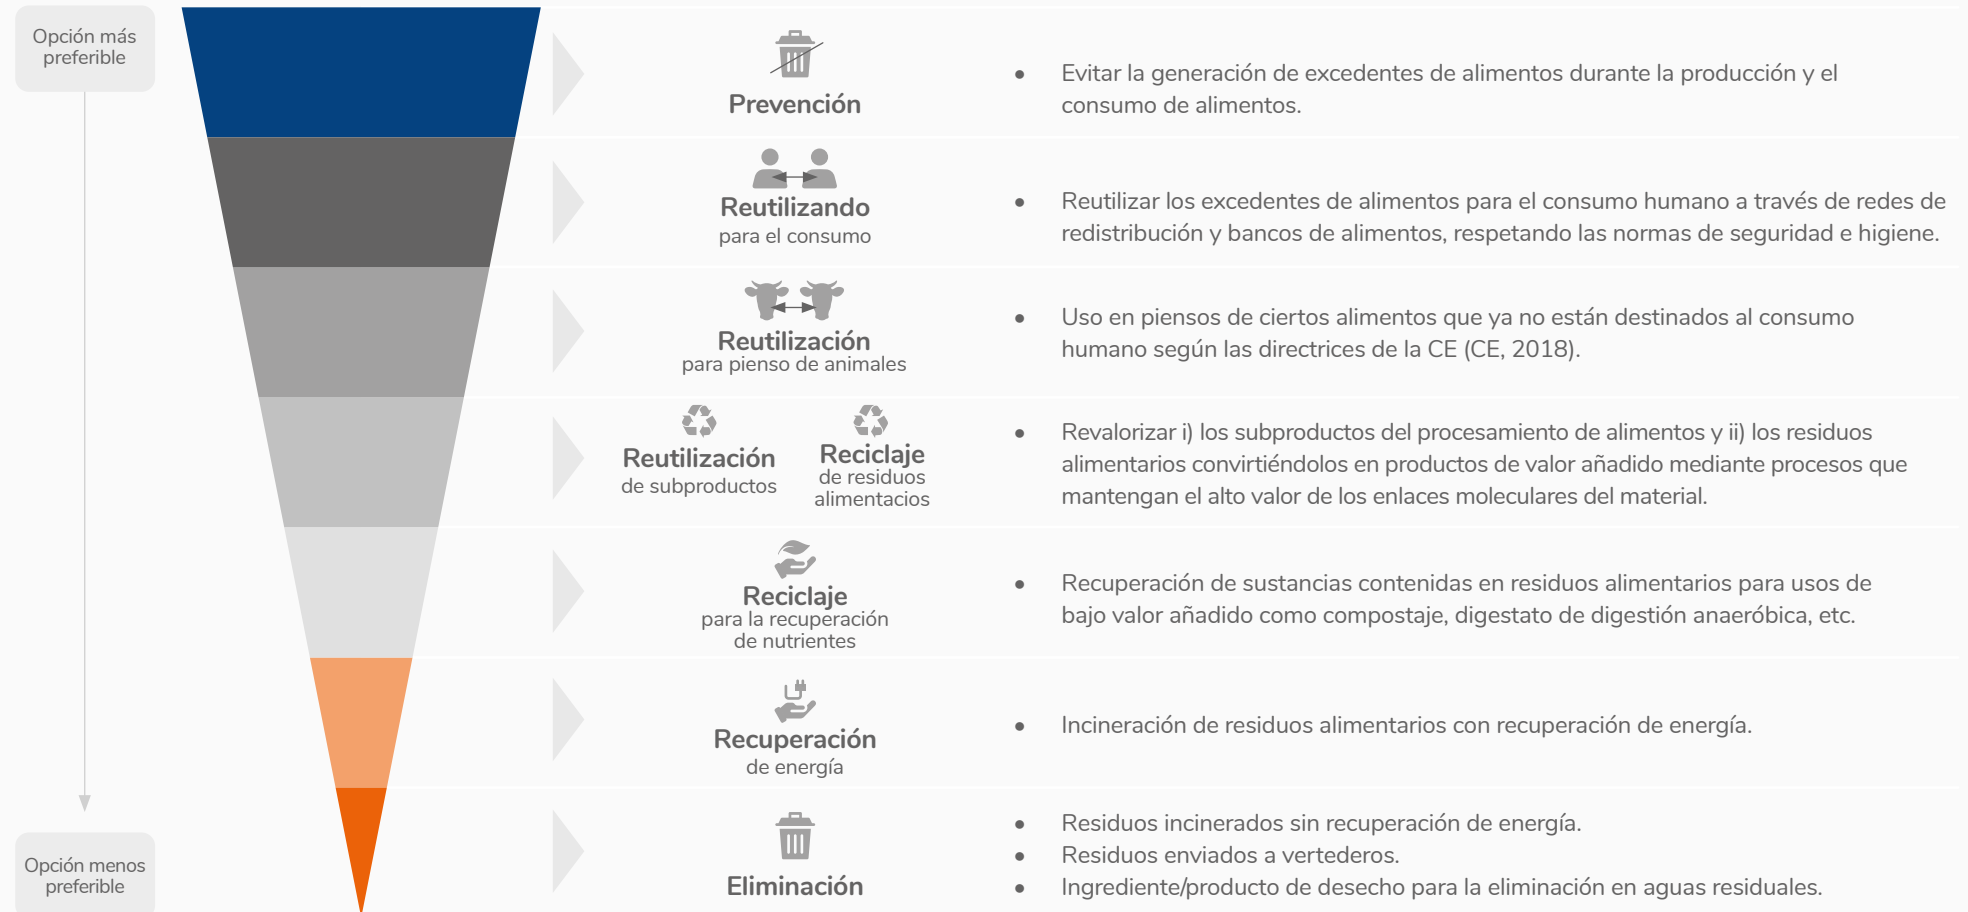 Opción más
preferible
Prevención
Evitar la generación de excedentes de alimentos durante la producción y el
consumo de alimentos.
Reutilizando
para el consumo
Reutilizar los excedentes de alimentos para el consumo humano a través de redes de
redistribución y bancos de alimentos, respetando las normas de seguridad e higiene.
Reutilización
para pienso de animales
Uso en piensos de ciertos alimentos que ya no están destinados al consumo
humano según las directrices de la CE (CE, 2018).
Reutilización
de subproductos
Reciclaje
de residuos
alimentacios
Revalorizar i) los subproductos del procesamiento de alimentos y ii) los residuos
alimentarios convirtiéndolos en productos de valor añadido mediante procesos que
mantengan el alto valor de los enlaces moleculares del material.
Reciclaje
para la recuperación
de nutrientes
Recuperación de sustancias contenidas en residuos alimentarios para usos de
bajo valor añadido como compostaje, digestato de digestión anaeróbica, etc.
Recuperación
de energía
Incineración de residuos alimentarios con recuperación de energía.
Eliminación
Residuos incinerados sin recuperación de energía.
Residuos enviados a vertederos.
Ingrediente/producto de desecho para la eliminación en aguas residuales.
Opción menos
preferible